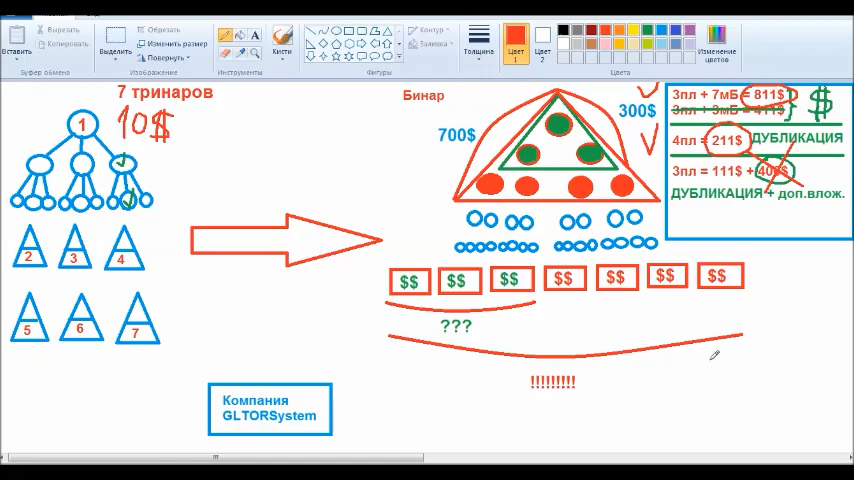 Вставить
Вырезать
Копировать
Буфер обмена
Выделить
Обрезать
Изменить размер
Повернуть
Изображение
Инструменты
Кисти
Фигуры
Контур
Заливка
Толщина
Цвет 1
Цвет 2
Изменение цветов
Цвета
7 тринаров
10$
1
2
3
4
5
6
7
Компания
GLTORSystem
Бинар
700$
300$
3пл + 7мБ = 811$
3пл + 3мБ = 411$
} $
4пл = 211$ ДУБЛИКАЦИЯ
3пл = 111$ + 400$
ДУБЛИКАЦИЯ + доп.влож.
$$ $$ $$ $$ $$ $$ $$
???
!!!!!!!!!